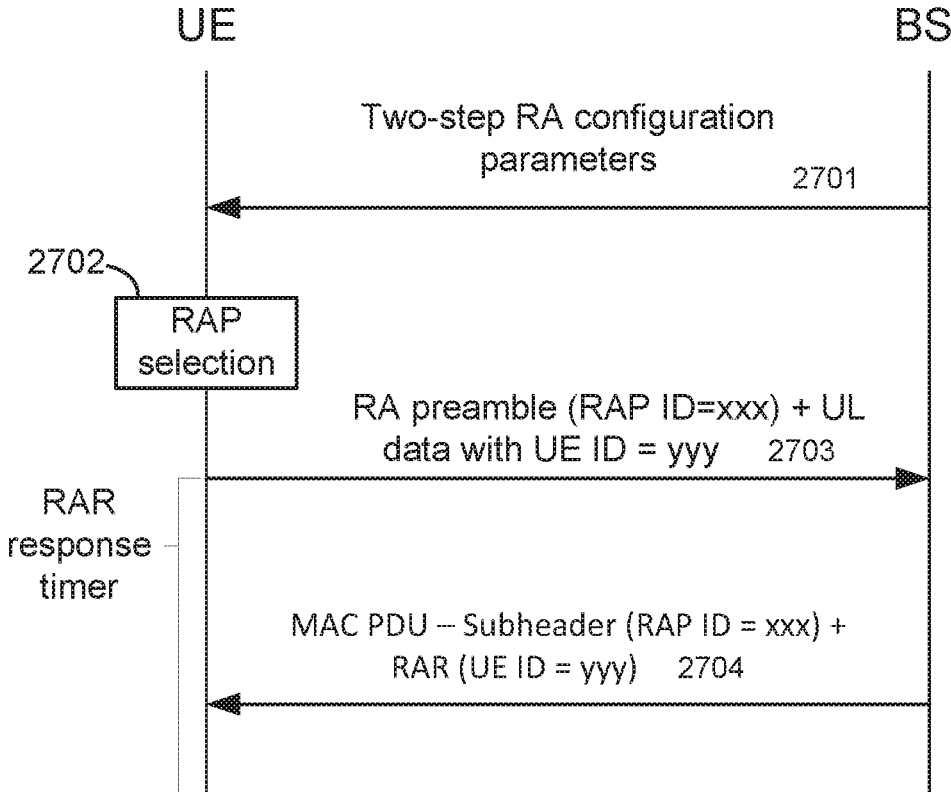 UE
BS
Two-step RA configuration
parameters
2701
2702
RAP
selection
RA preamble (RAP ID=xxx) + UL
data with UE ID = yyy 2703
RAR
response
timer
MAC PDU – Subheader (RAP ID = xxx) +
RAR (UE ID = yyy) 2704